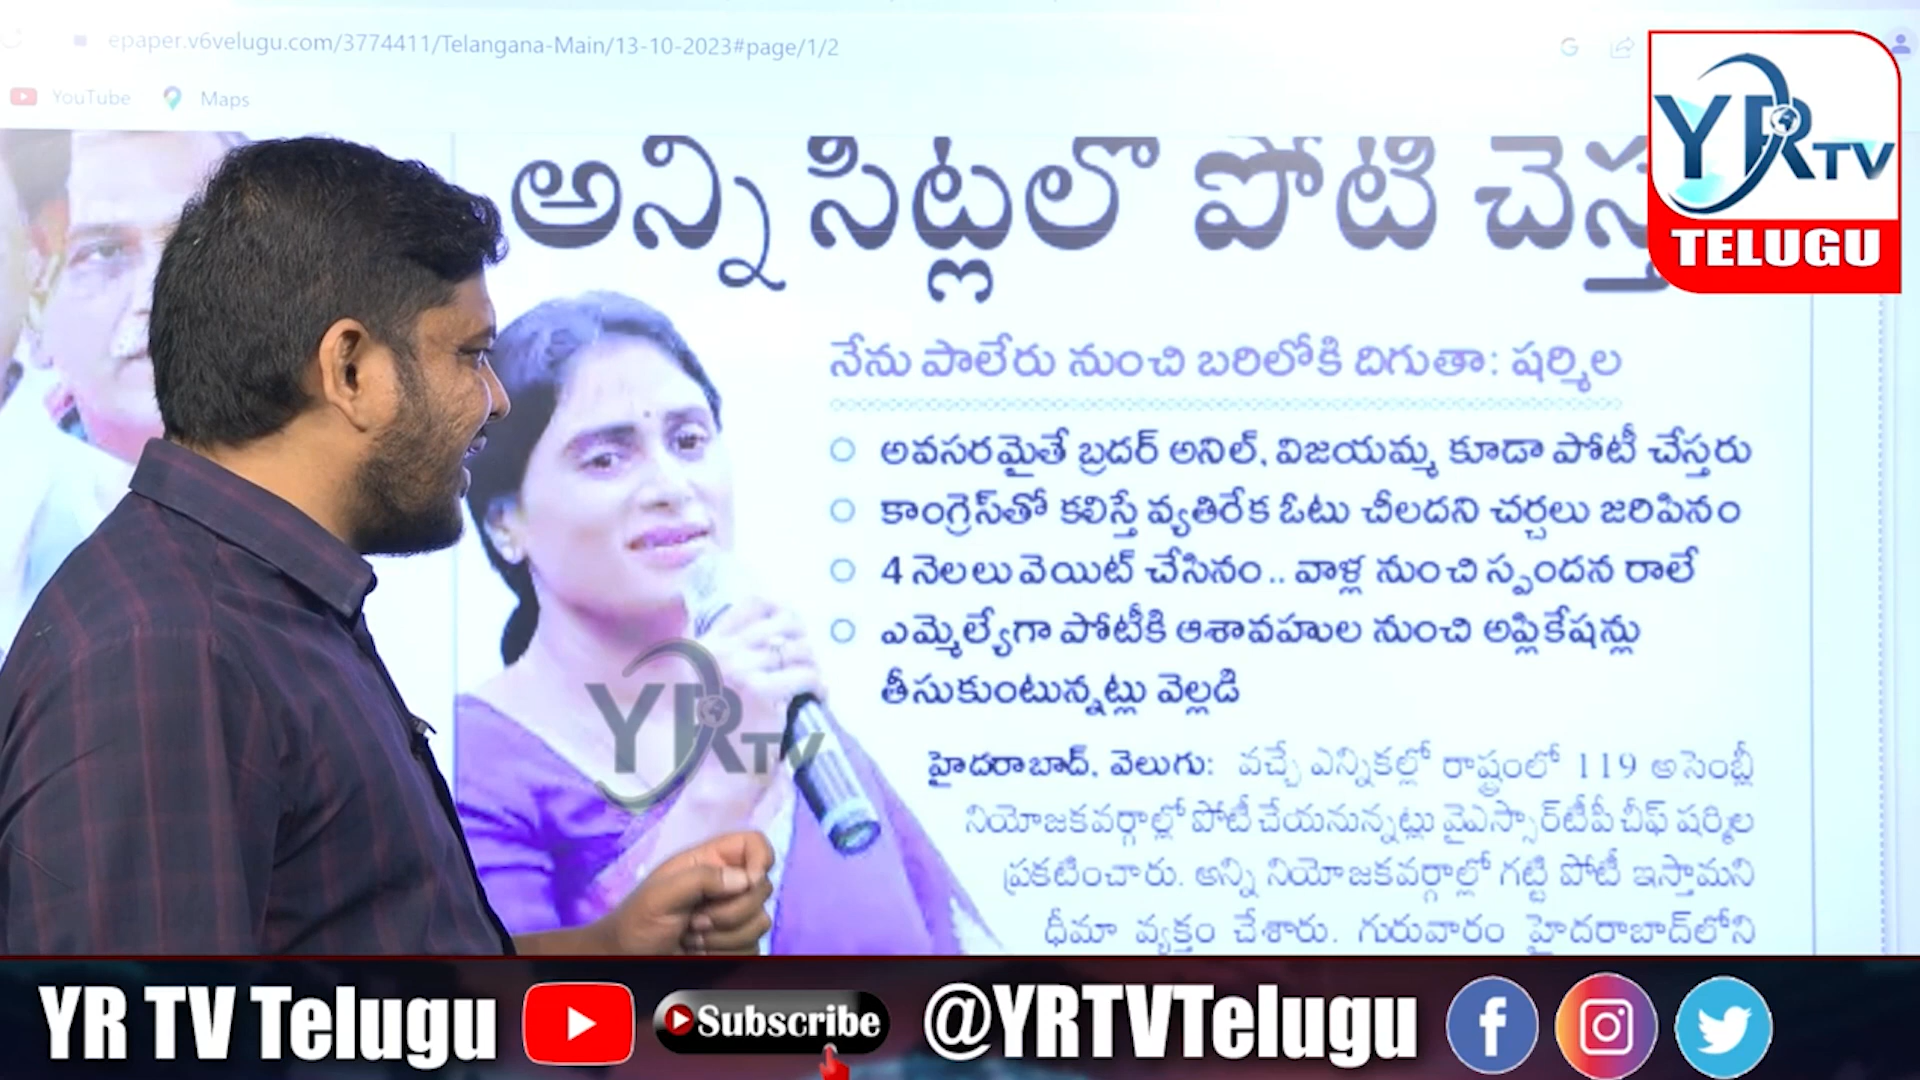 epaper.v6velugu.com/3774411/Telangana-Main/13-10-2023#page/1/2
YouTube Maps
YRTV
TELUGU
అన్ని సీట్లలో పోటీ చేస్త
నేను పాలేరు నుంచి బరిలోకి దిగుతా: షర్మిల
అవసరమైతే బ్రదర్ అనిల్, విజయమ్మ కూడా పోటీ చేస్తరు
కాంగ్రెస్‌తో కలిస్తే వ్యతిరేక ఓటు చీలదని చర్చలు జరిపినం
4 నెలలు వెయిట్ చేసినం.. వాళ్ల నుంచి స్పందన రాలే
ఎమ్మెల్యేగా పోటీకి ఆశావహుల నుంచి అప్లికేషన్లు
తీసుకుంటున్నట్లు వెల్లడి
హైదరాబాద్, వెలుగు: వచ్చే ఎన్నికల్లో రాష్ట్రంలో 119 అసెంబ్లీ
నియోజకవర్గాల్లో పోటీ చేయనున్నట్లు వైఎస్సార్‌టీపీ చీఫ్ షర్మిల
ప్రకటించారు. అన్ని నియోజకవర్గాల్లో గట్టి పోటీ ఇస్తామని
ధీమా వ్యక్తం చేశారు. గురువారం హైదరాబాద్‌లోని
YRTV
YR TV Telugu Subscribe @YRTVTelugu